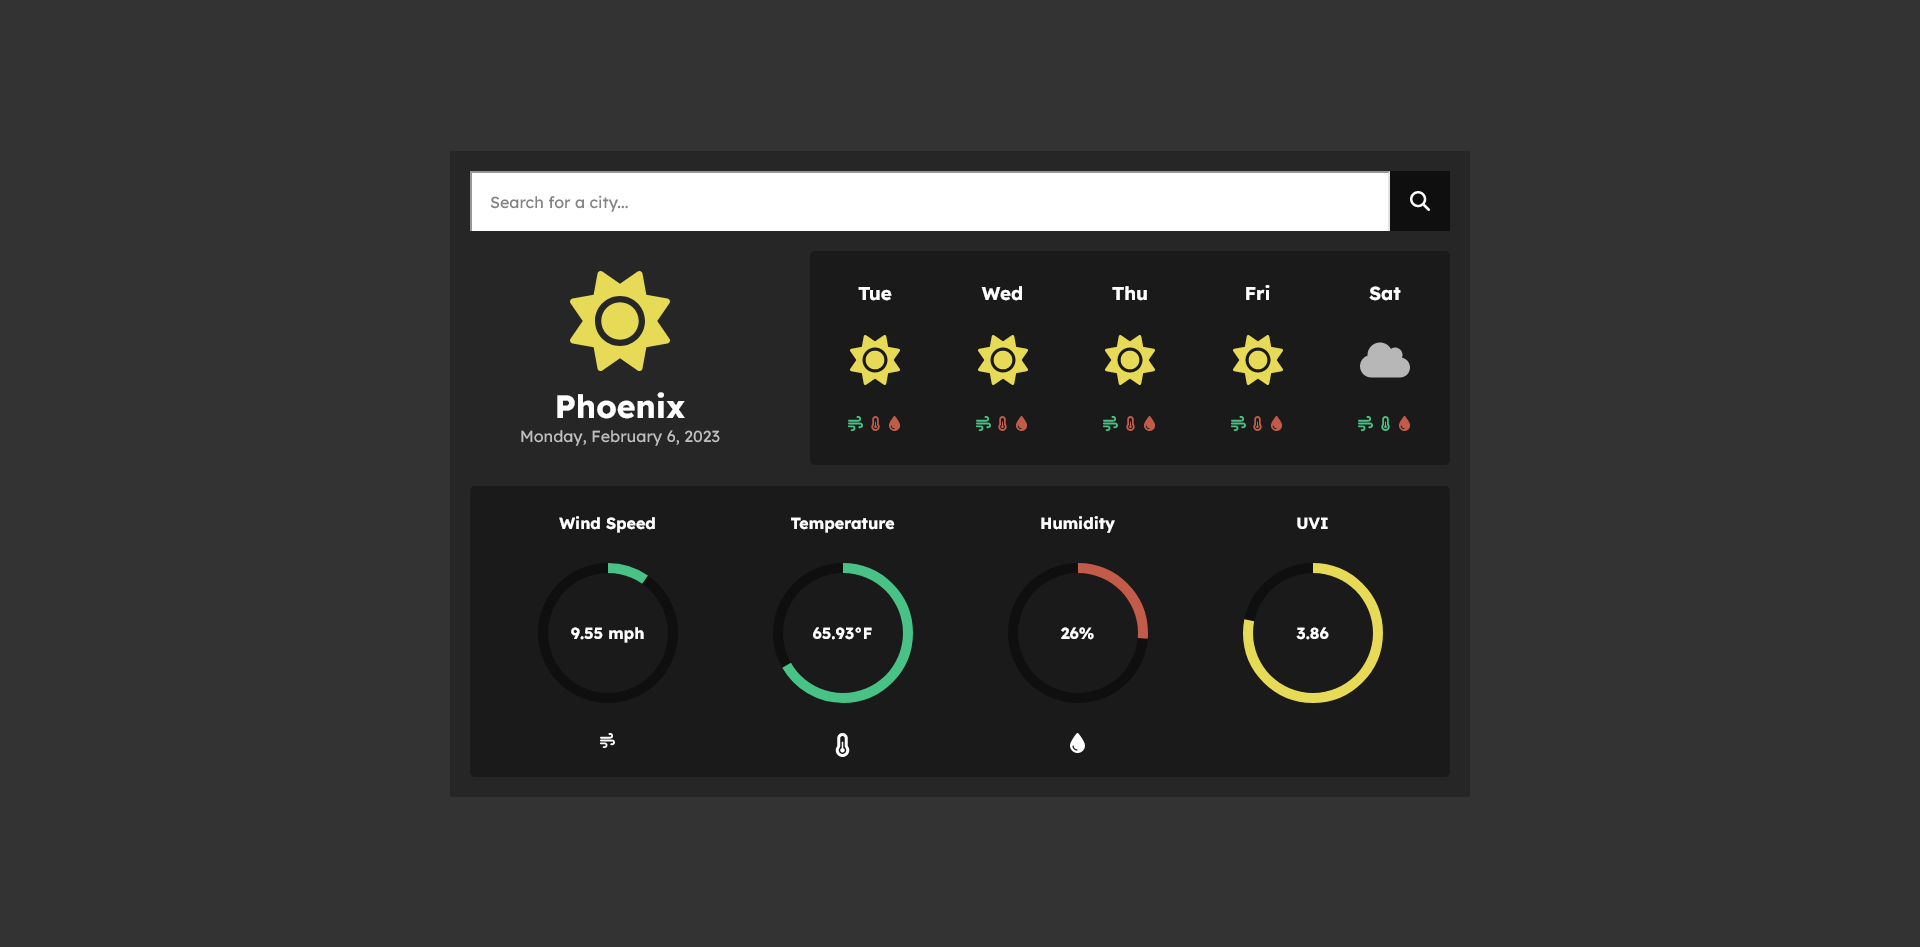 Search for a city...
Phoenix
Monday, February 6, 2023
Tue Wed Thu Fri Sat
Wind Speed Temperature Humidity UVI
9.55 mph 65.93°F 26% 3.86